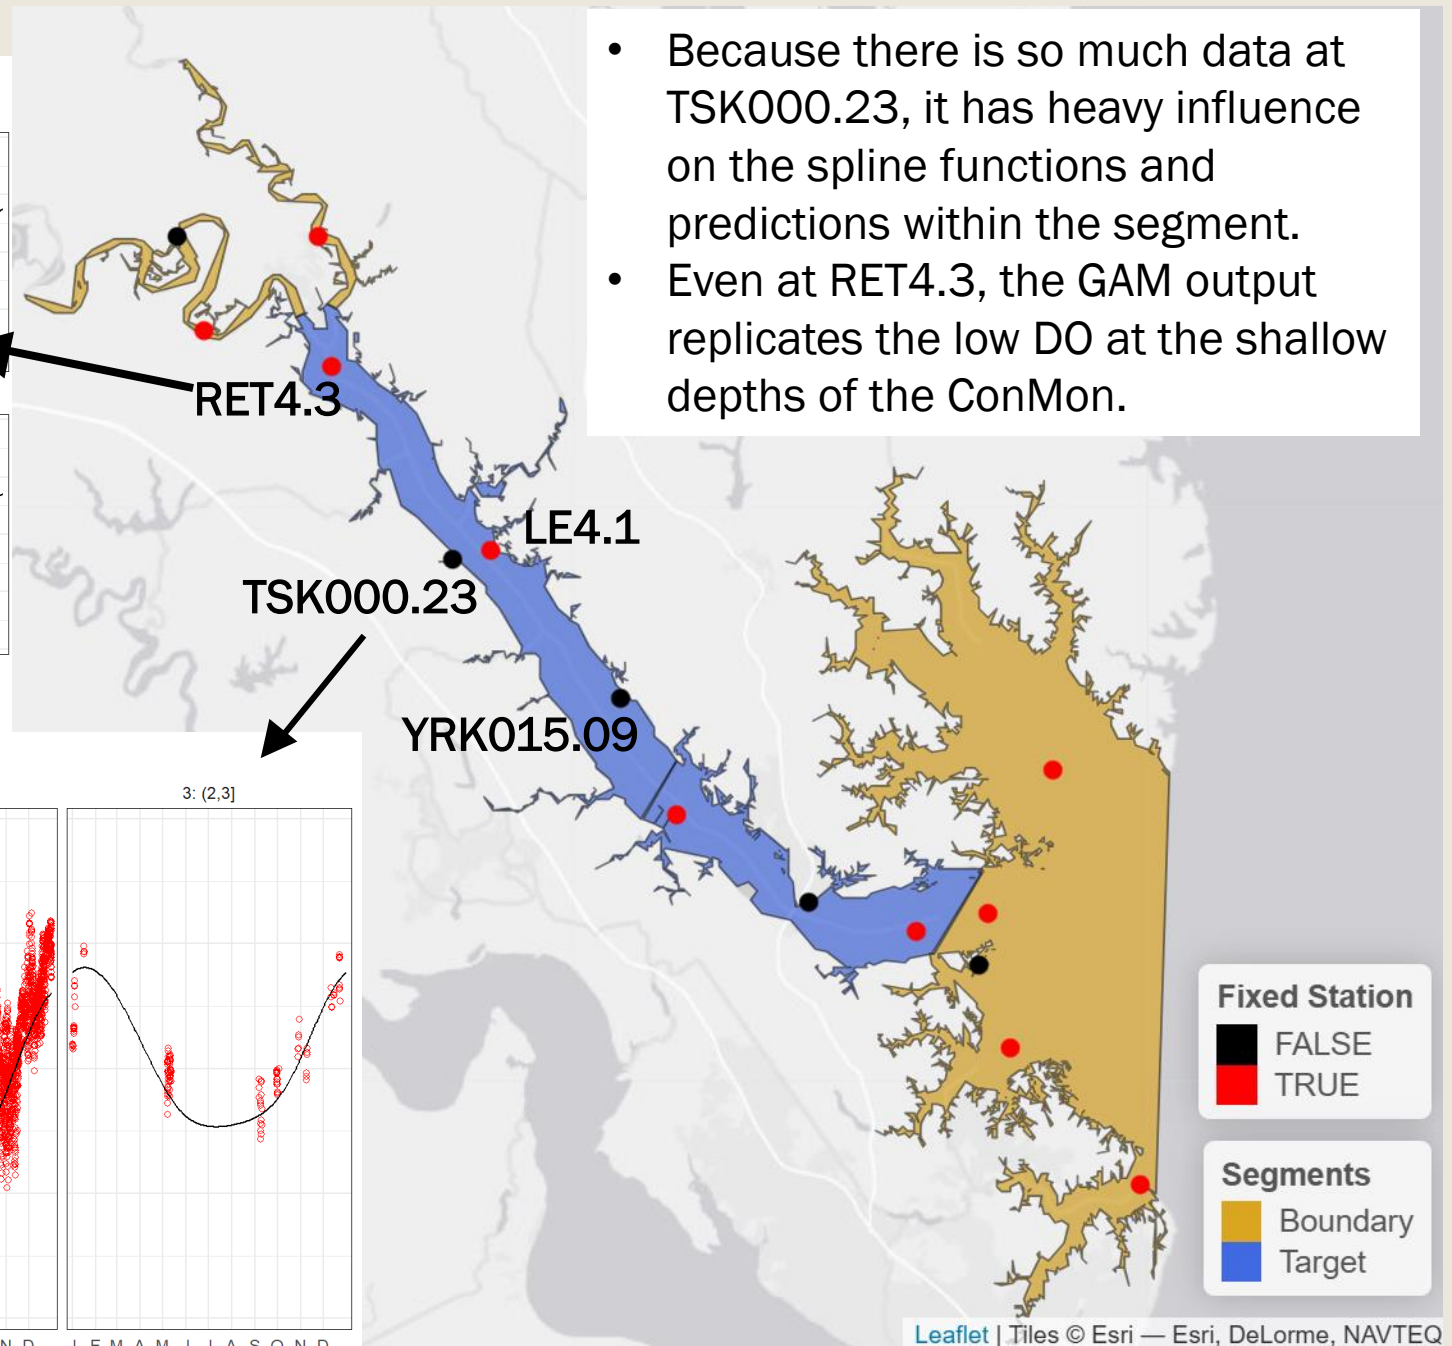 • Because there is so much data at
TSK000.23, it has heavy influence
on the spline functions and
predictions within the segment.
• Even at RET4.3, the GAM output
replicates the low DO at the shallow
depths of the ConMon.
RET4.3
LE4.1
TSK000.23
YRK015.09
3: (2,3]
N D
J F M A M J J A S O N D
Fixed Station
FALSE
TRUE
Segments
Boundary
Target
Leaflet | Tiles © Esri — Esri, DeLorme, NAVTEQ